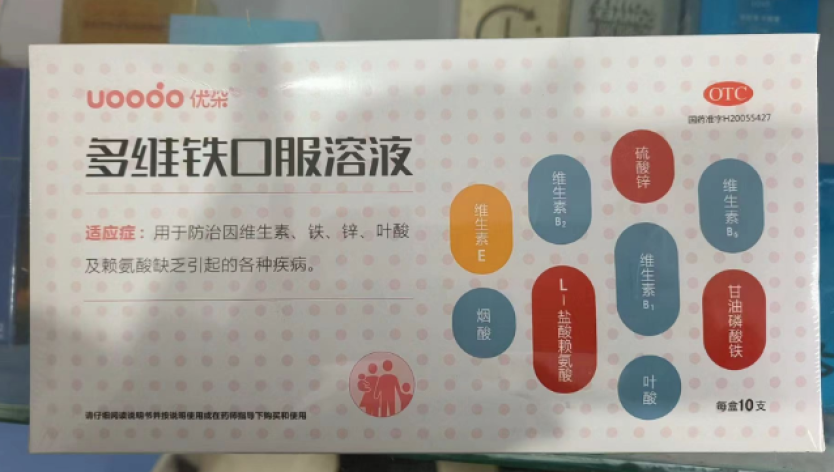 uoodo 优朵
OTC
国药准字H20055427
多维铁口服溶液
适应症：用于防治因维生素、铁、锌、叶酸
及赖氨酸缺乏引起的各种疾病。
维生素E
维生素B2
硫酸锌
维生素
烟酸
L-盐酸赖氨酸
维生素B1
甘油磷酸铁
叶酸
请仔细阅读说明书并按说明使用或在药师指导下购买和使用
每盒10支